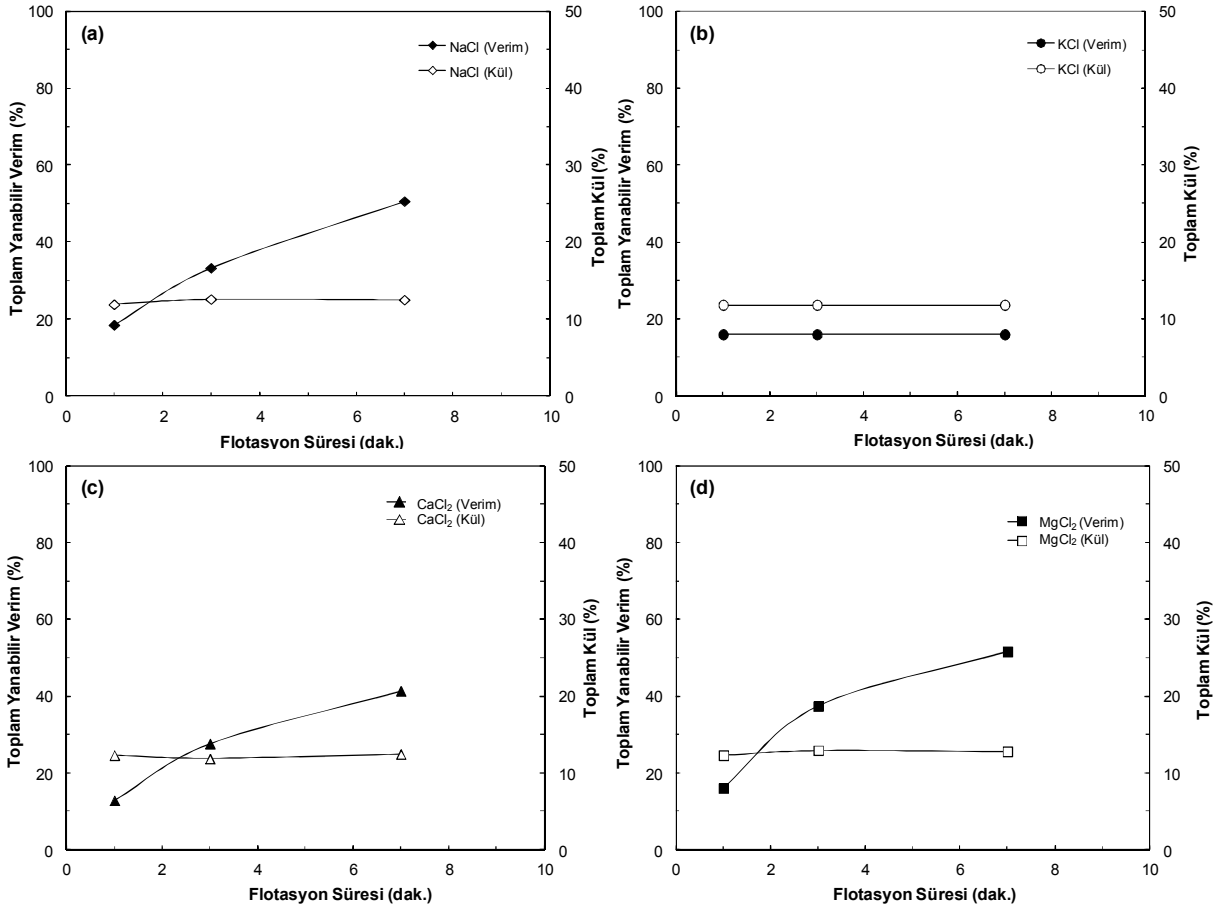 (a)
NaCl (Verim)
NaCl (Kül)
Toplam Yanabilir Verim (%)
100
80
60
40
20
0
50
40
30
20
10
0
Toplam Kül (%)
0 2 4 6 8 10
Flotasyon Süresi (dak.)
(b)
KCl (Verim)
KCl (Kül)
Toplam Yanabilir Verim (%)
100
80
60
40
20
0
50
40
30
20
10
0
Toplam Kül (%)
0 2 4 6 8 10
Flotasyon Süresi (dak.)
(c)
CaCl₂ (Verim)
CaCl₂ (Kül)
Toplam Yanabilir Verim (%)
100
80
60
40
20
0
50
40
30
20
10
0
Toplam Kül (%)
0 2 4 6 8 10
Flotasyon Süresi (dak.)
(d)
MgCl₂ (Verim)
MgCl₂ (Kül)
Toplam Yanabilir Verim (%)
100
80
60
40
20
0
50
40
30
20
10
0
Toplam Kül (%)
0 2 4 6 8 10
Flotasyon Süresi (dak.)